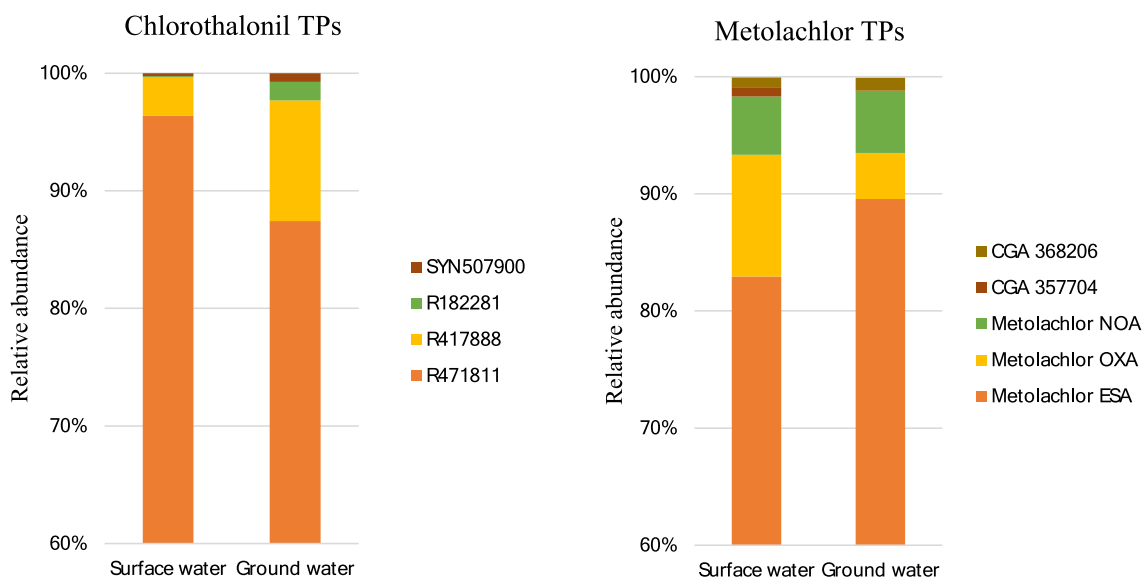 Chlorothalonil TPs
Relative abundance
100%
90%
80%
70%
60%
Surface water Ground water
SYN507900
R182281
R417888
R471811
Metolachlor TPs
Relative abundance
100%
90%
80%
70%
60%
Surface water Ground water
CGA 368206
CGA 357704
Metolachlor NOA
Metolachlor OXA
Metolachlor ESA